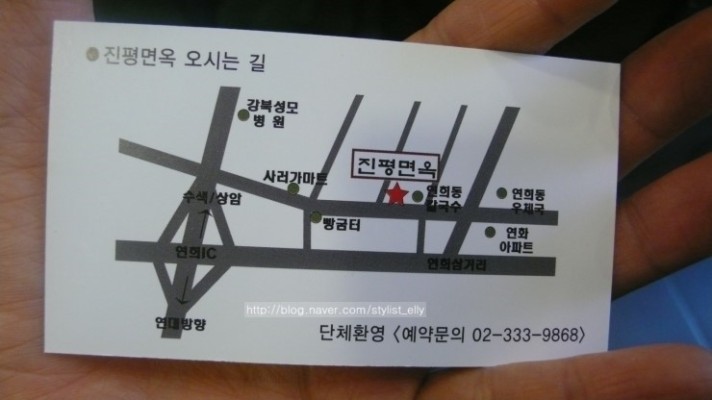 진평면옥 오시는 길
강북성모
병 원
진평면옥
사러가마트
연희동
칼국수
연희동
우체국
수색/상암
빵굼터
연화
아파트
연희IC
연희삼거리
http://blog.naver.com/stylist_elly
연대방향
단체환영 <예약문의 02-333-9868>